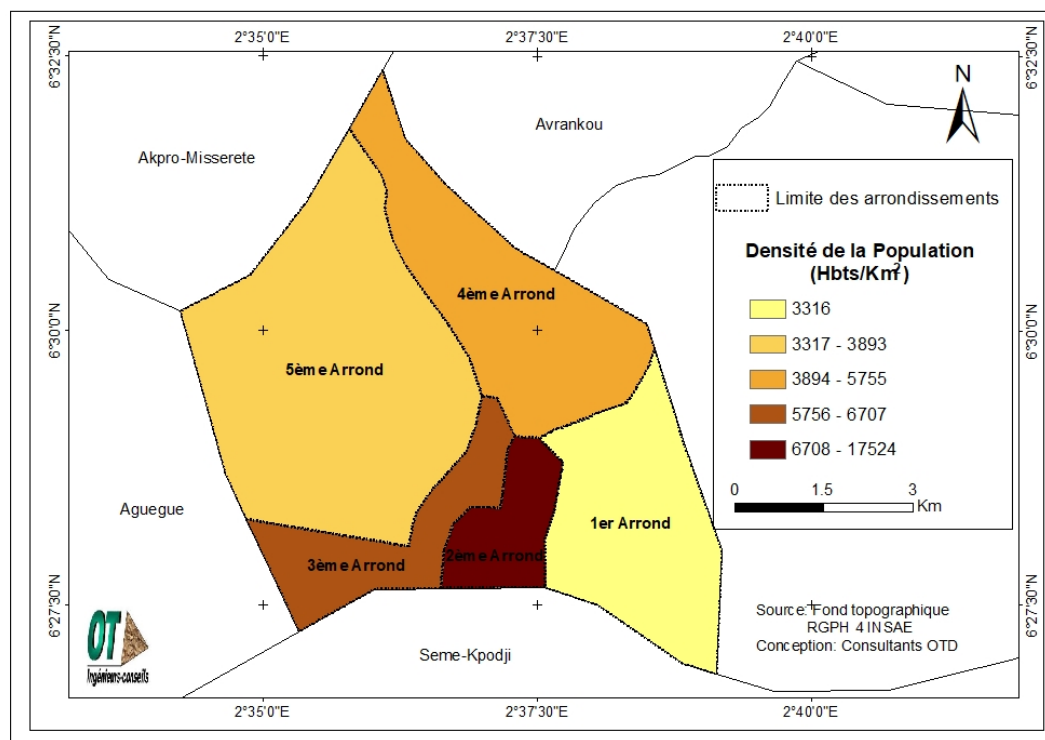 2°35'0"E
2°37'30"E
2°40'0"E
6°32'30"N
6°32'30"N
N
Avrankou
Akpro-Misserete
Limite des arrondissements
Densité de la Population
(Hbts/Km²)
4ème Arrond
3316
6°30'0"N
6°30'0"N
3317 - 3893
5ème Arrond
3894 - 5755
5756 - 6707
6708 - 17524
0 1.5 3
Km
Aguegue
1er Arrond
2ème Arrond
3ème Arrond
6°27'30"N
6°27'30"N
Source: Fond topographique
RGPH 4 INSAE
Conception: Consultants OTD
OT
Ingénieurs-conseils
Seme-Kpodji
2°35'0"E
2°37'30"E
2°40'0"E